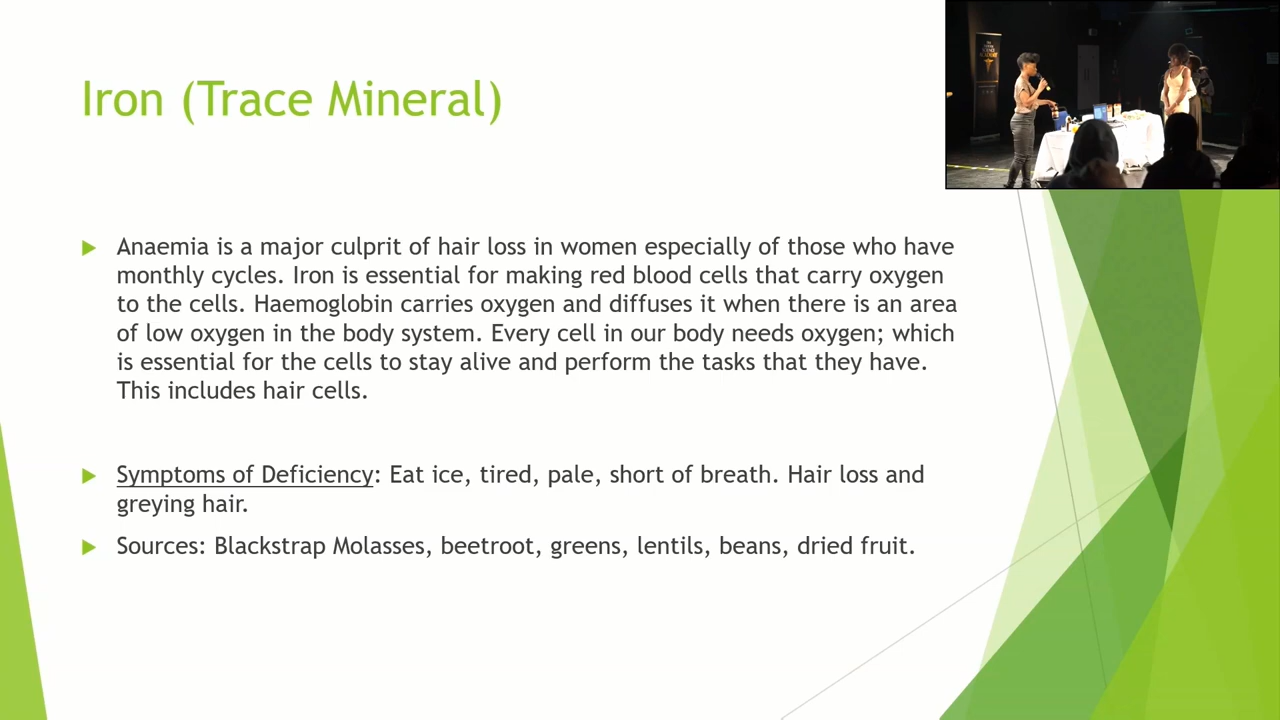 Iron (Trace Mineral)
Anaemia is a major culprit of hair loss in women especially of those who have
monthly cycles. Iron is essential for making red blood cells that carry oxygen
to the cells. Haemoglobin carries oxygen and diffuses it when there is an area
of low oxygen in the body system. Every cell in our body needs oxygen; which
is essential for the cells to stay alive and perform the tasks that they have.
This includes hair cells.
Symptoms of Deficiency: Eat ice, tired, pale, short of breath. Hair loss and
greying hair.
Sources: Blackstrap Molasses, beetroot, greens, lentils, beans, dried fruit.